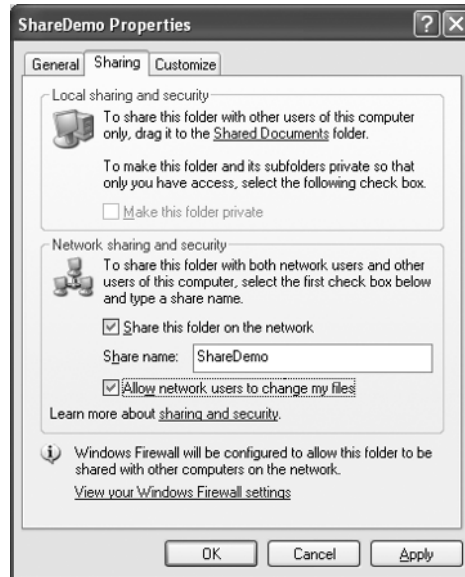 ShareDemo Properties
General Sharing Customize
Local sharing and security
To share this folder with other users of this computer
only, drag it to the Shared Documents folder.
To make this folder and its subfolders private so that
only you have access, select the following check box.
Make this folder private
Network sharing and security
To share this folder with both network users and other
users of this computer, select the first check box below
and type a share name.
Share this folder on the network
Share name: ShareDemo
Allow network users to change my files
Learn more about sharing and security.
Windows Firewall will be configured to allow this folder to be
shared with other computers on the network.
View your Windows Firewall settings
OK Cancel Apply